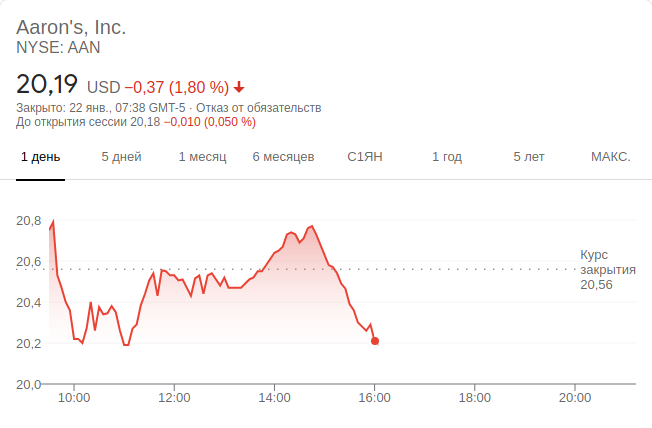 Aaron's, Inc.
NYSE: AAN
20,19 USD −0,37 (1,80 %)
Закрыто: 22 янв., 07:38 GMT-5 · Отказ от обязательств
До открытия сессии 20,18 −0,010 (0,050 %)
1 день 5 дней 1 месяц 6 месяцев С1ЯН 1 год 5 лет МАКС.
20,8
Курс
20,6
закрытия
20,56
20,4
20,2
20,0
10:00 12:00 14:00 16:00 18:00 20:00